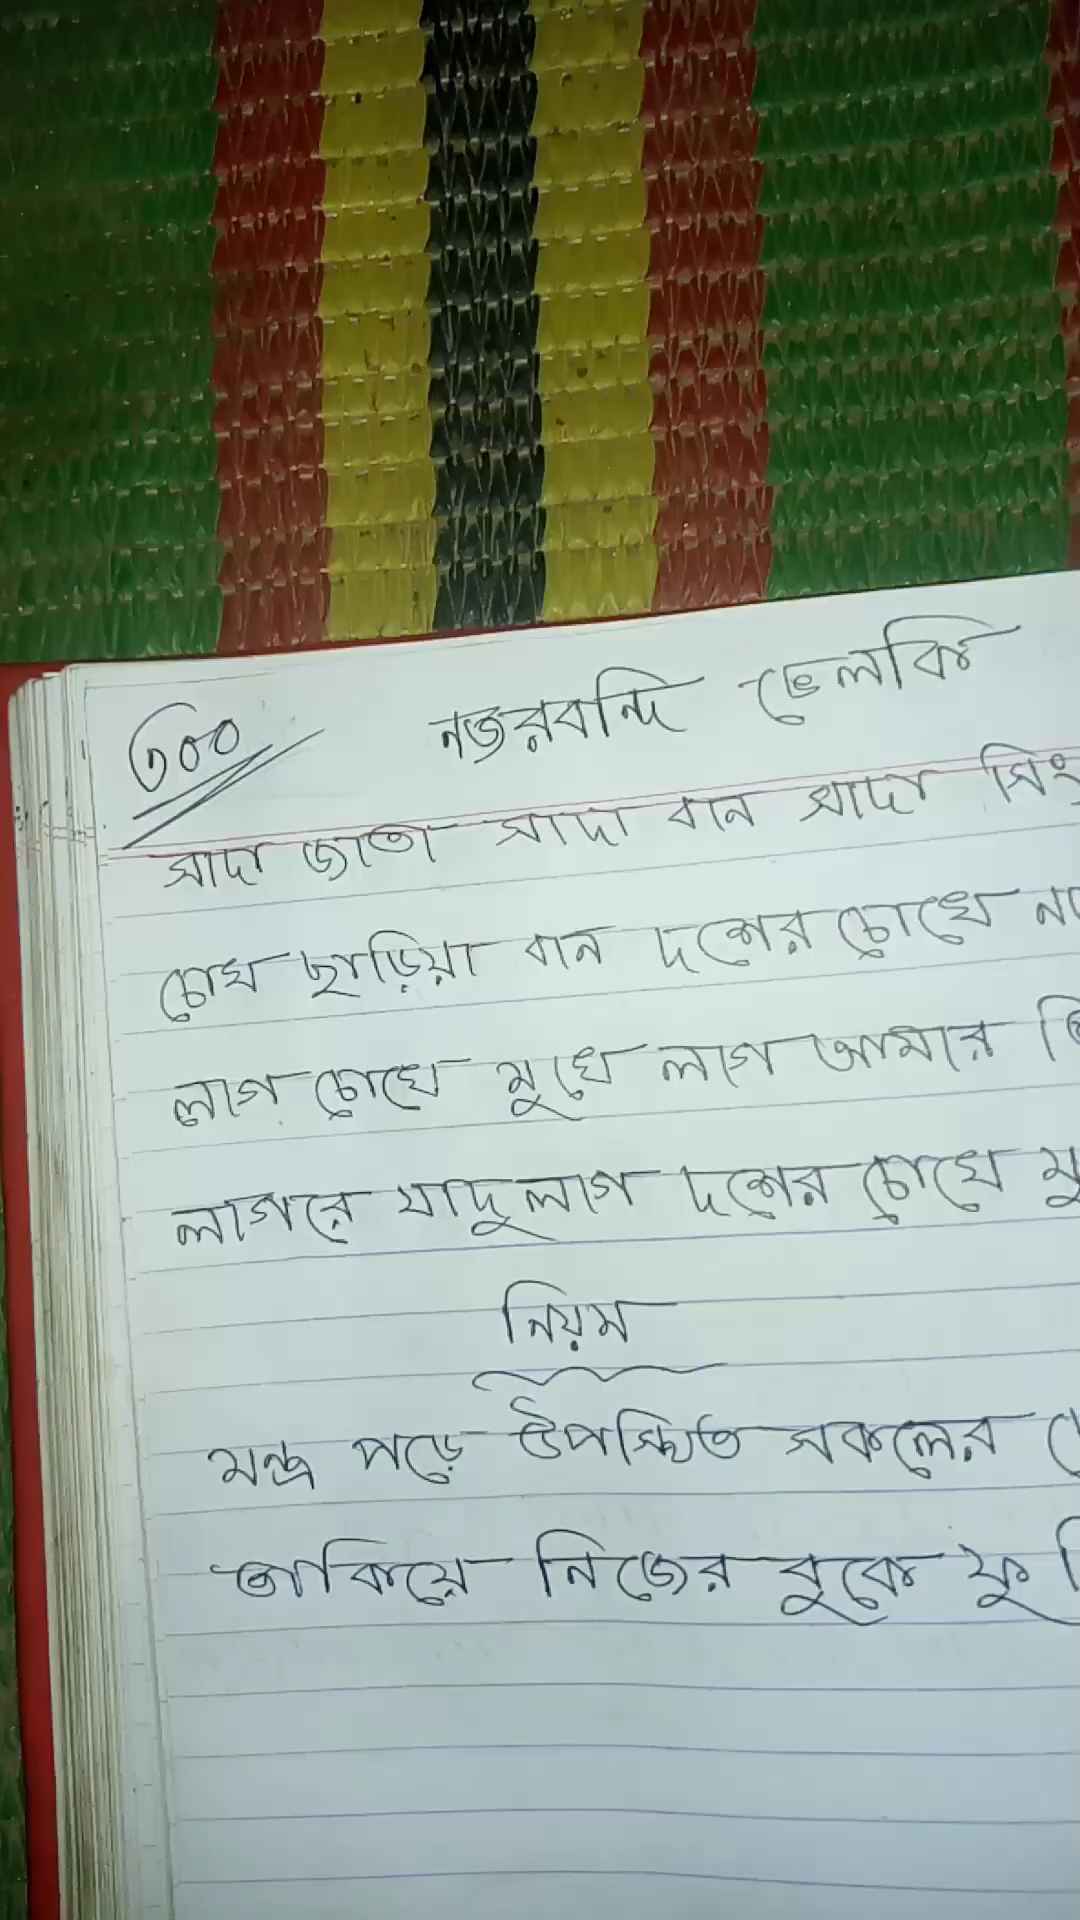 ৩০০ নজরবন্দি ভেলকি
সাদা জাতা সাদা বান সাদা
চোখ ছাড়িয়া বান দশের চোখে
লাগ চোখে মুখে লাগ আমার
লাগরে যাদু লাগ দশের চোখে
নিয়ম
মন্ত্র পড়ে উপস্থিত সকলের
তাকিয়ে নিজের বুকে ফু